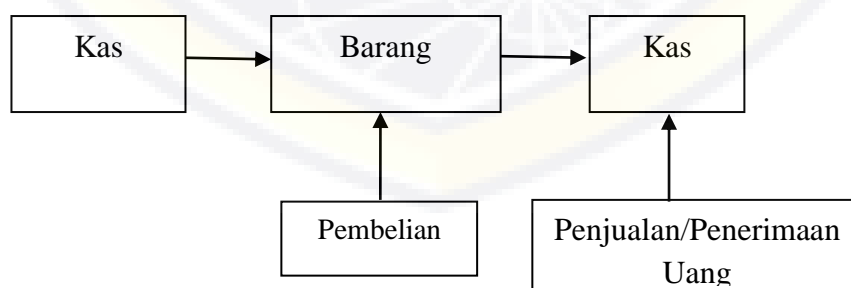 Kas
Barang
Kas
Pembelian
Penjualan/Penerimaan
Uang